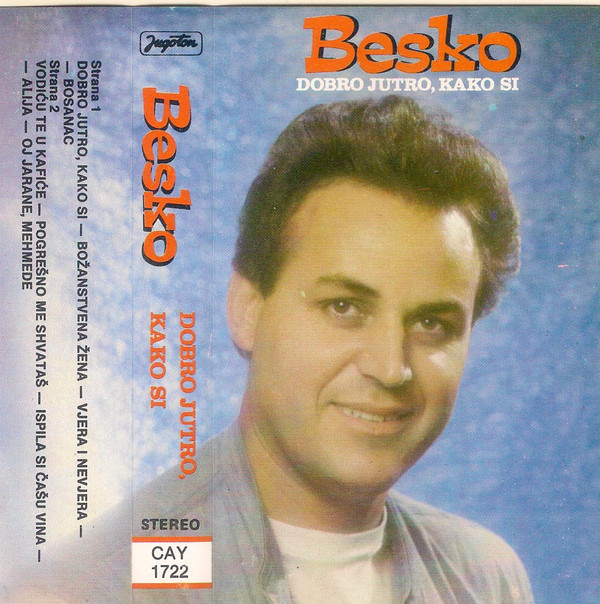 Strana 1
DOBRO JUTRO, KAKO SI — BOŽANSTVENA ŽENA — VJERA I NEVJERA —
— BOSANAC
Strana 2
VODIĆU TE U KAFIĆE — POGREŠNO ME SHVATAŠ — ISPILA SI ČAŠU VINA —
— ALIJA — OJ JARANE, MEHMEDE
Jugoton
Besko
DOBRO JUTRO,
KAKO SI
STEREO
CAY
1722
Besko
DOBRO JUTRO, KAKO SI